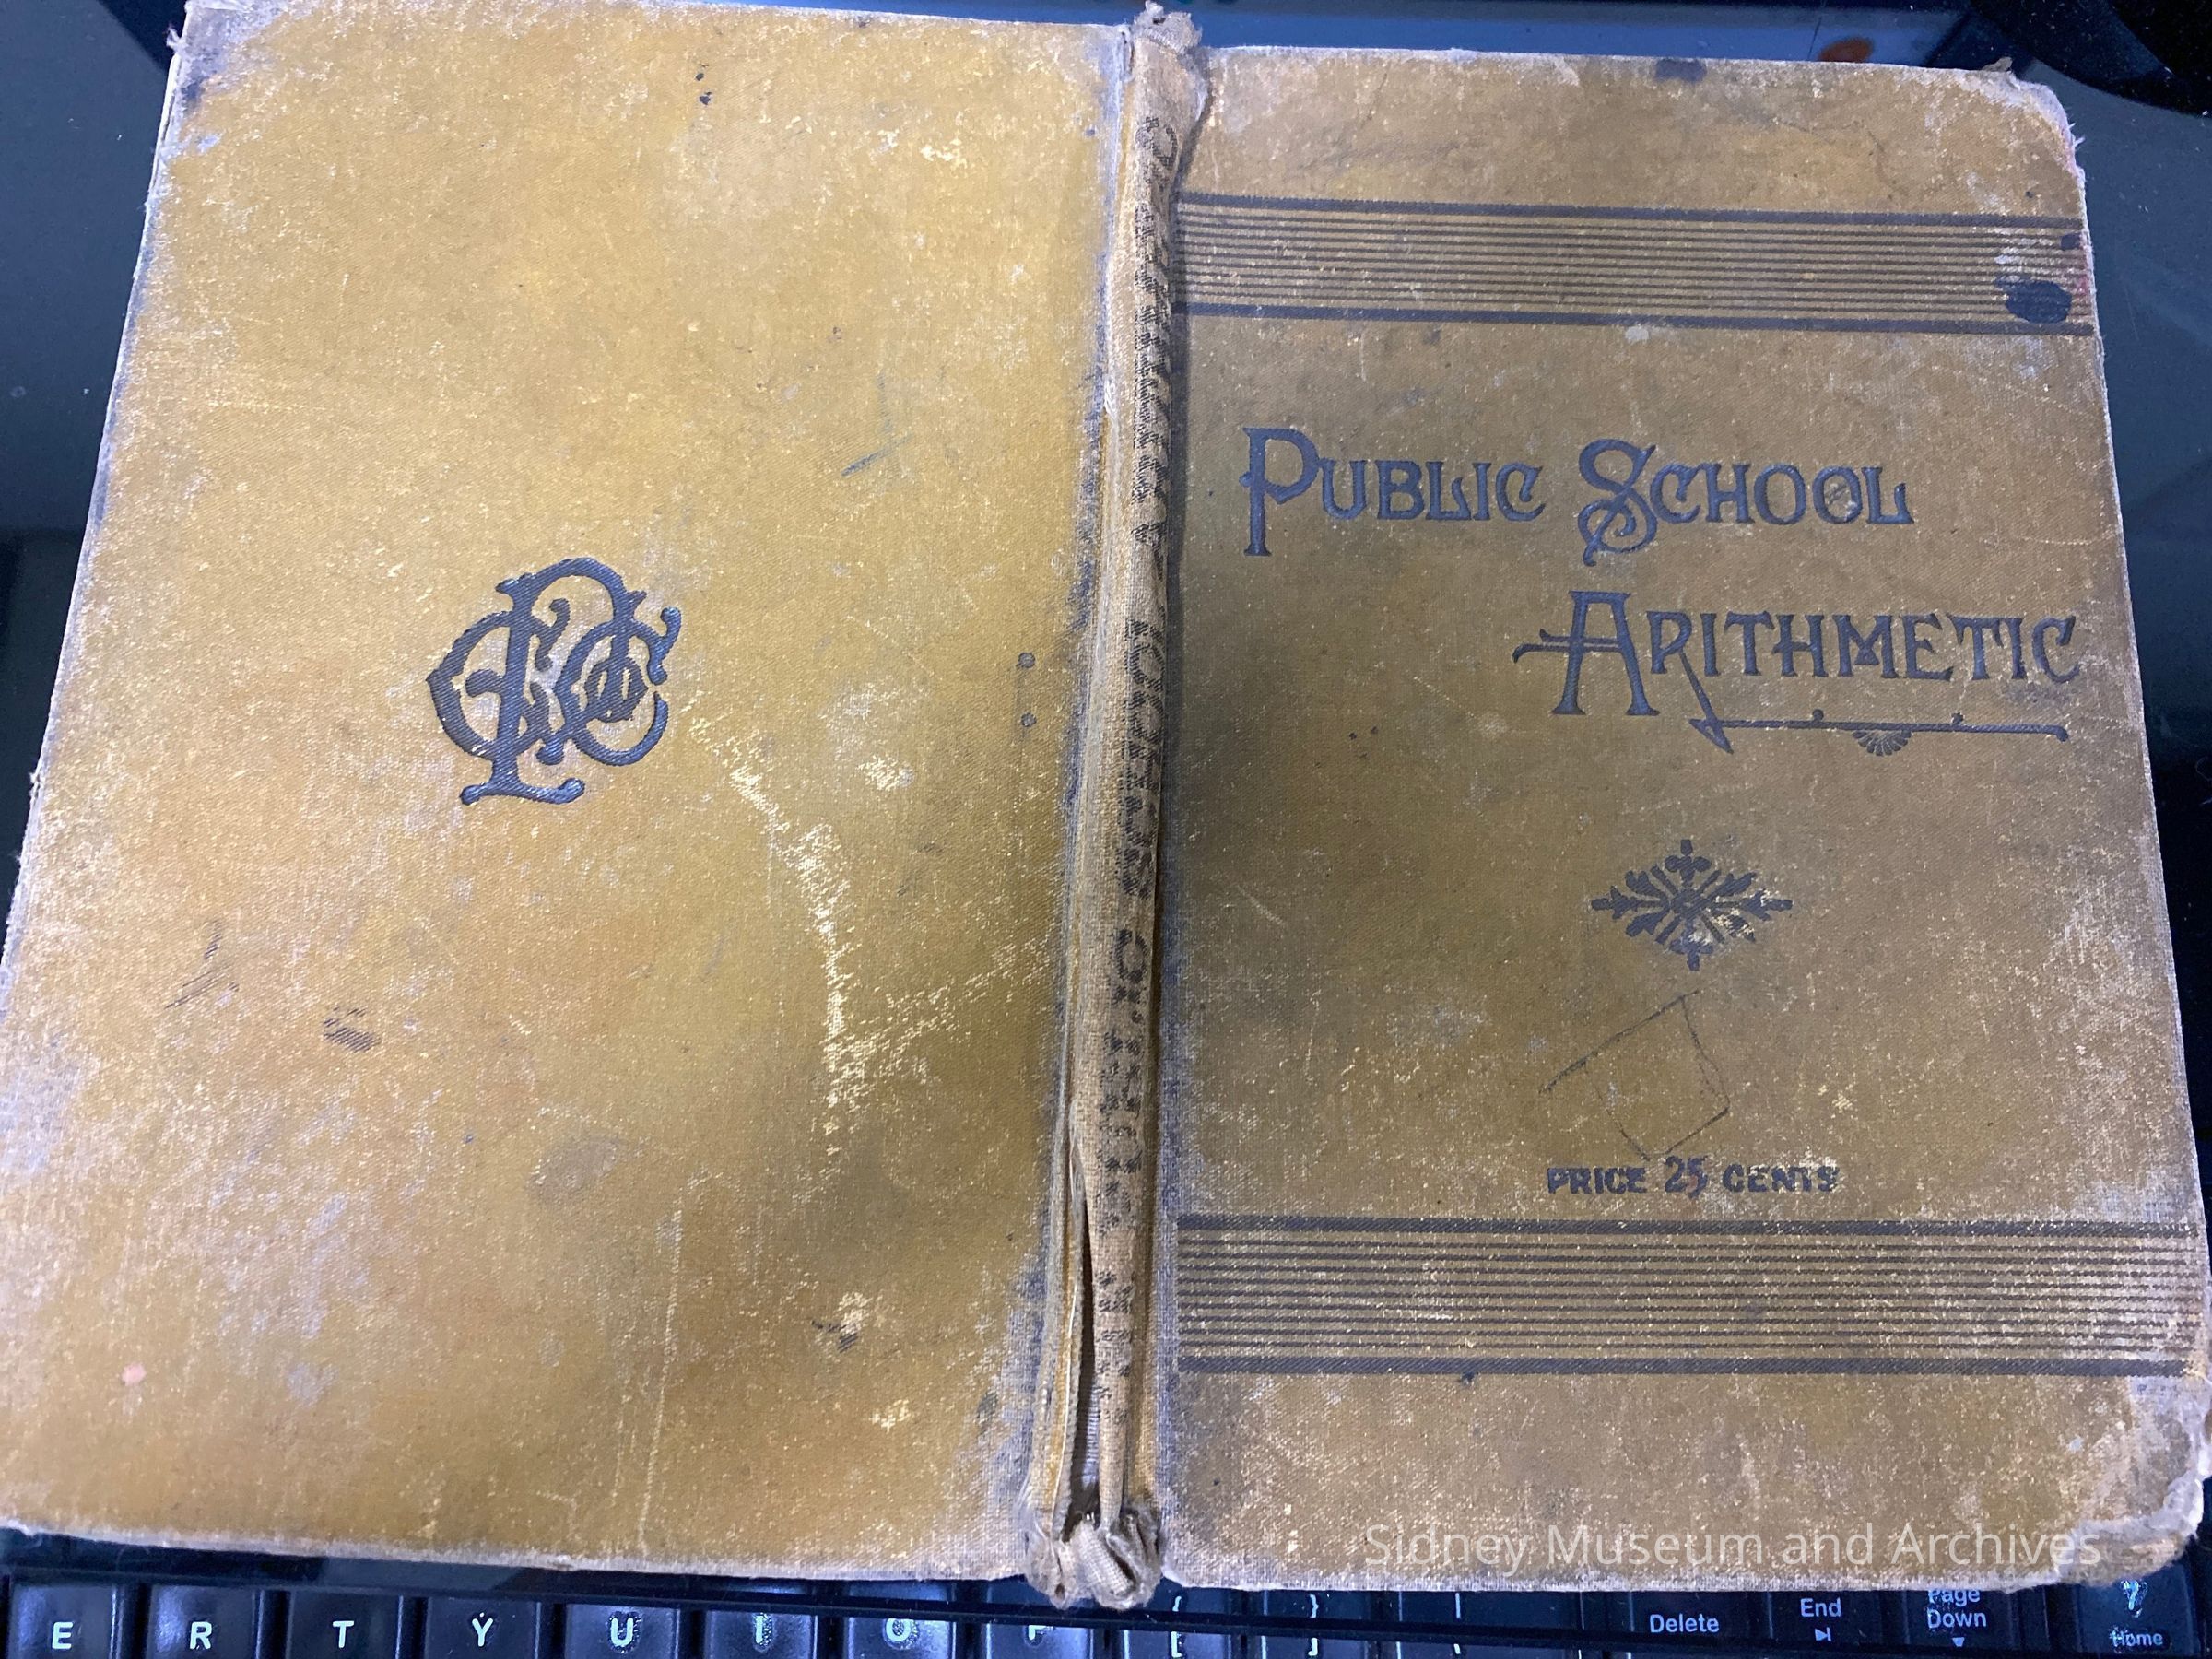 PUBLIC SCHOOL ARITHMETIC
PUBLIC SCHOOL
ARITHMETIC
PRICE 25 CENTS
Sidney Museum and Archives
E R T Y U I O P { [ } ] | \ Delete End Page Down Home